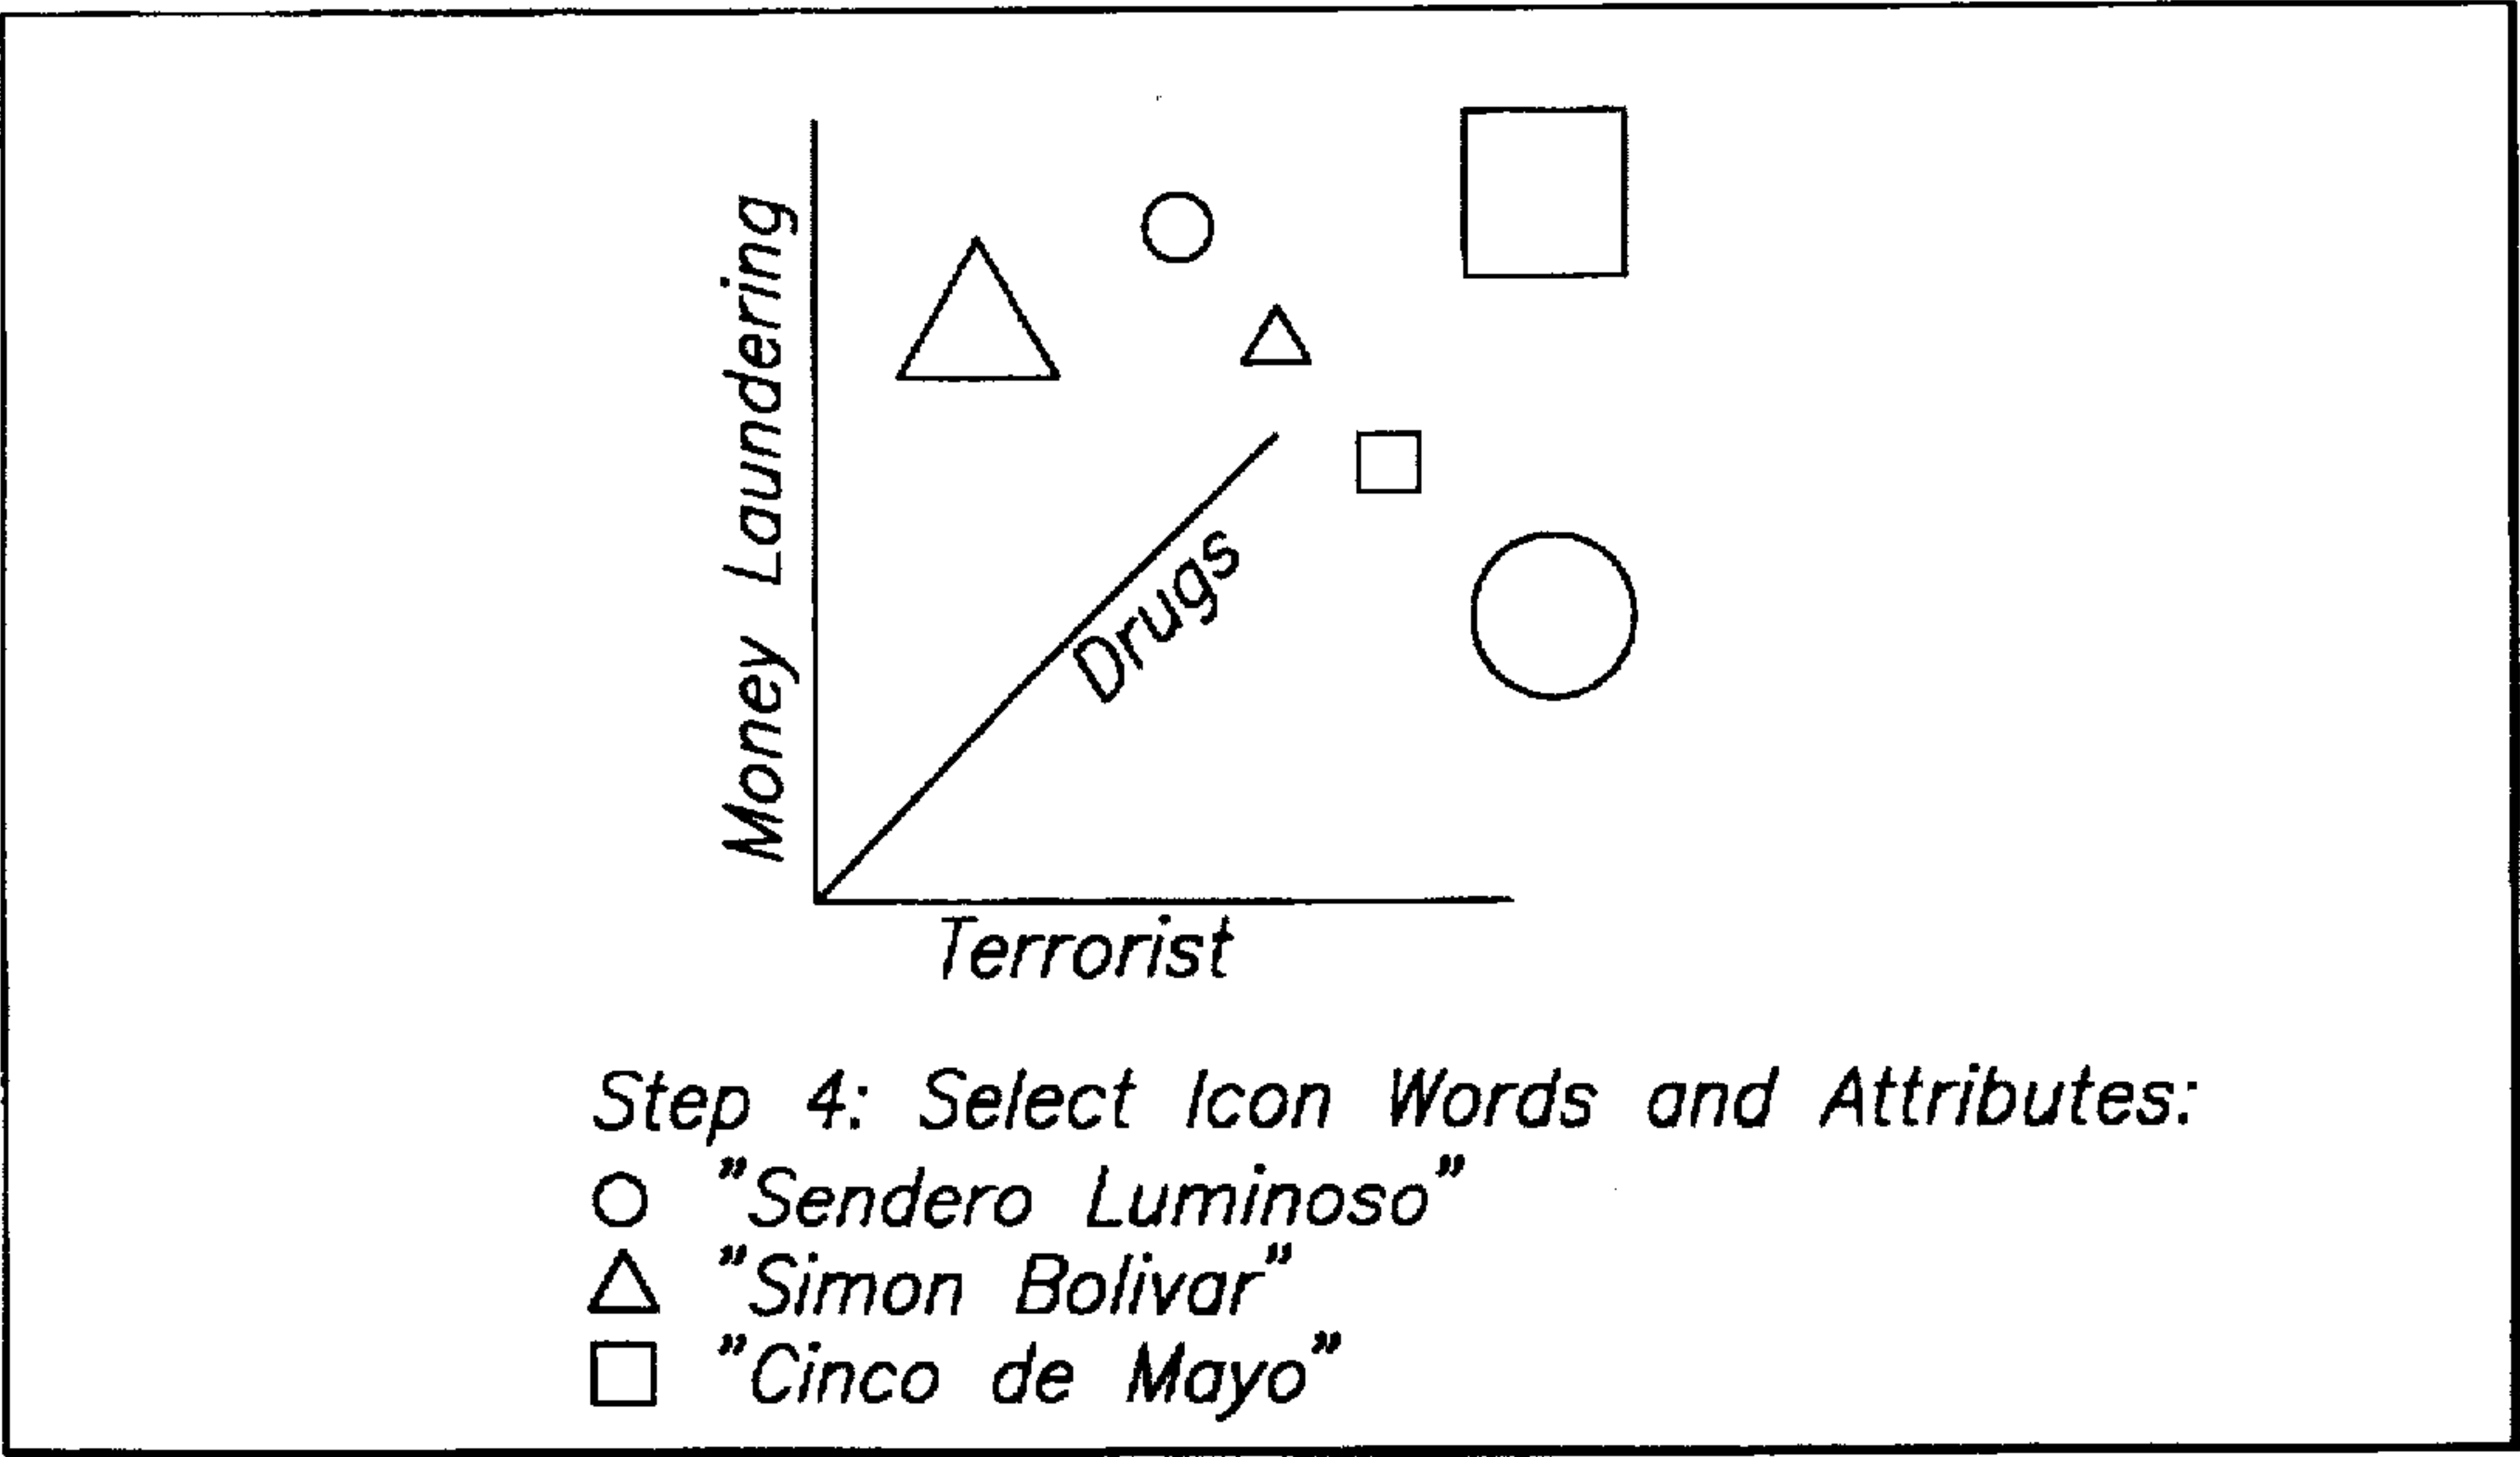 Money Laundering
Drugs
Terrorist
Step 4: Select Icon Words and Attributes:
"Sendero Luminoso"
"Simon Bolivar"
"Cinco de Mayo"